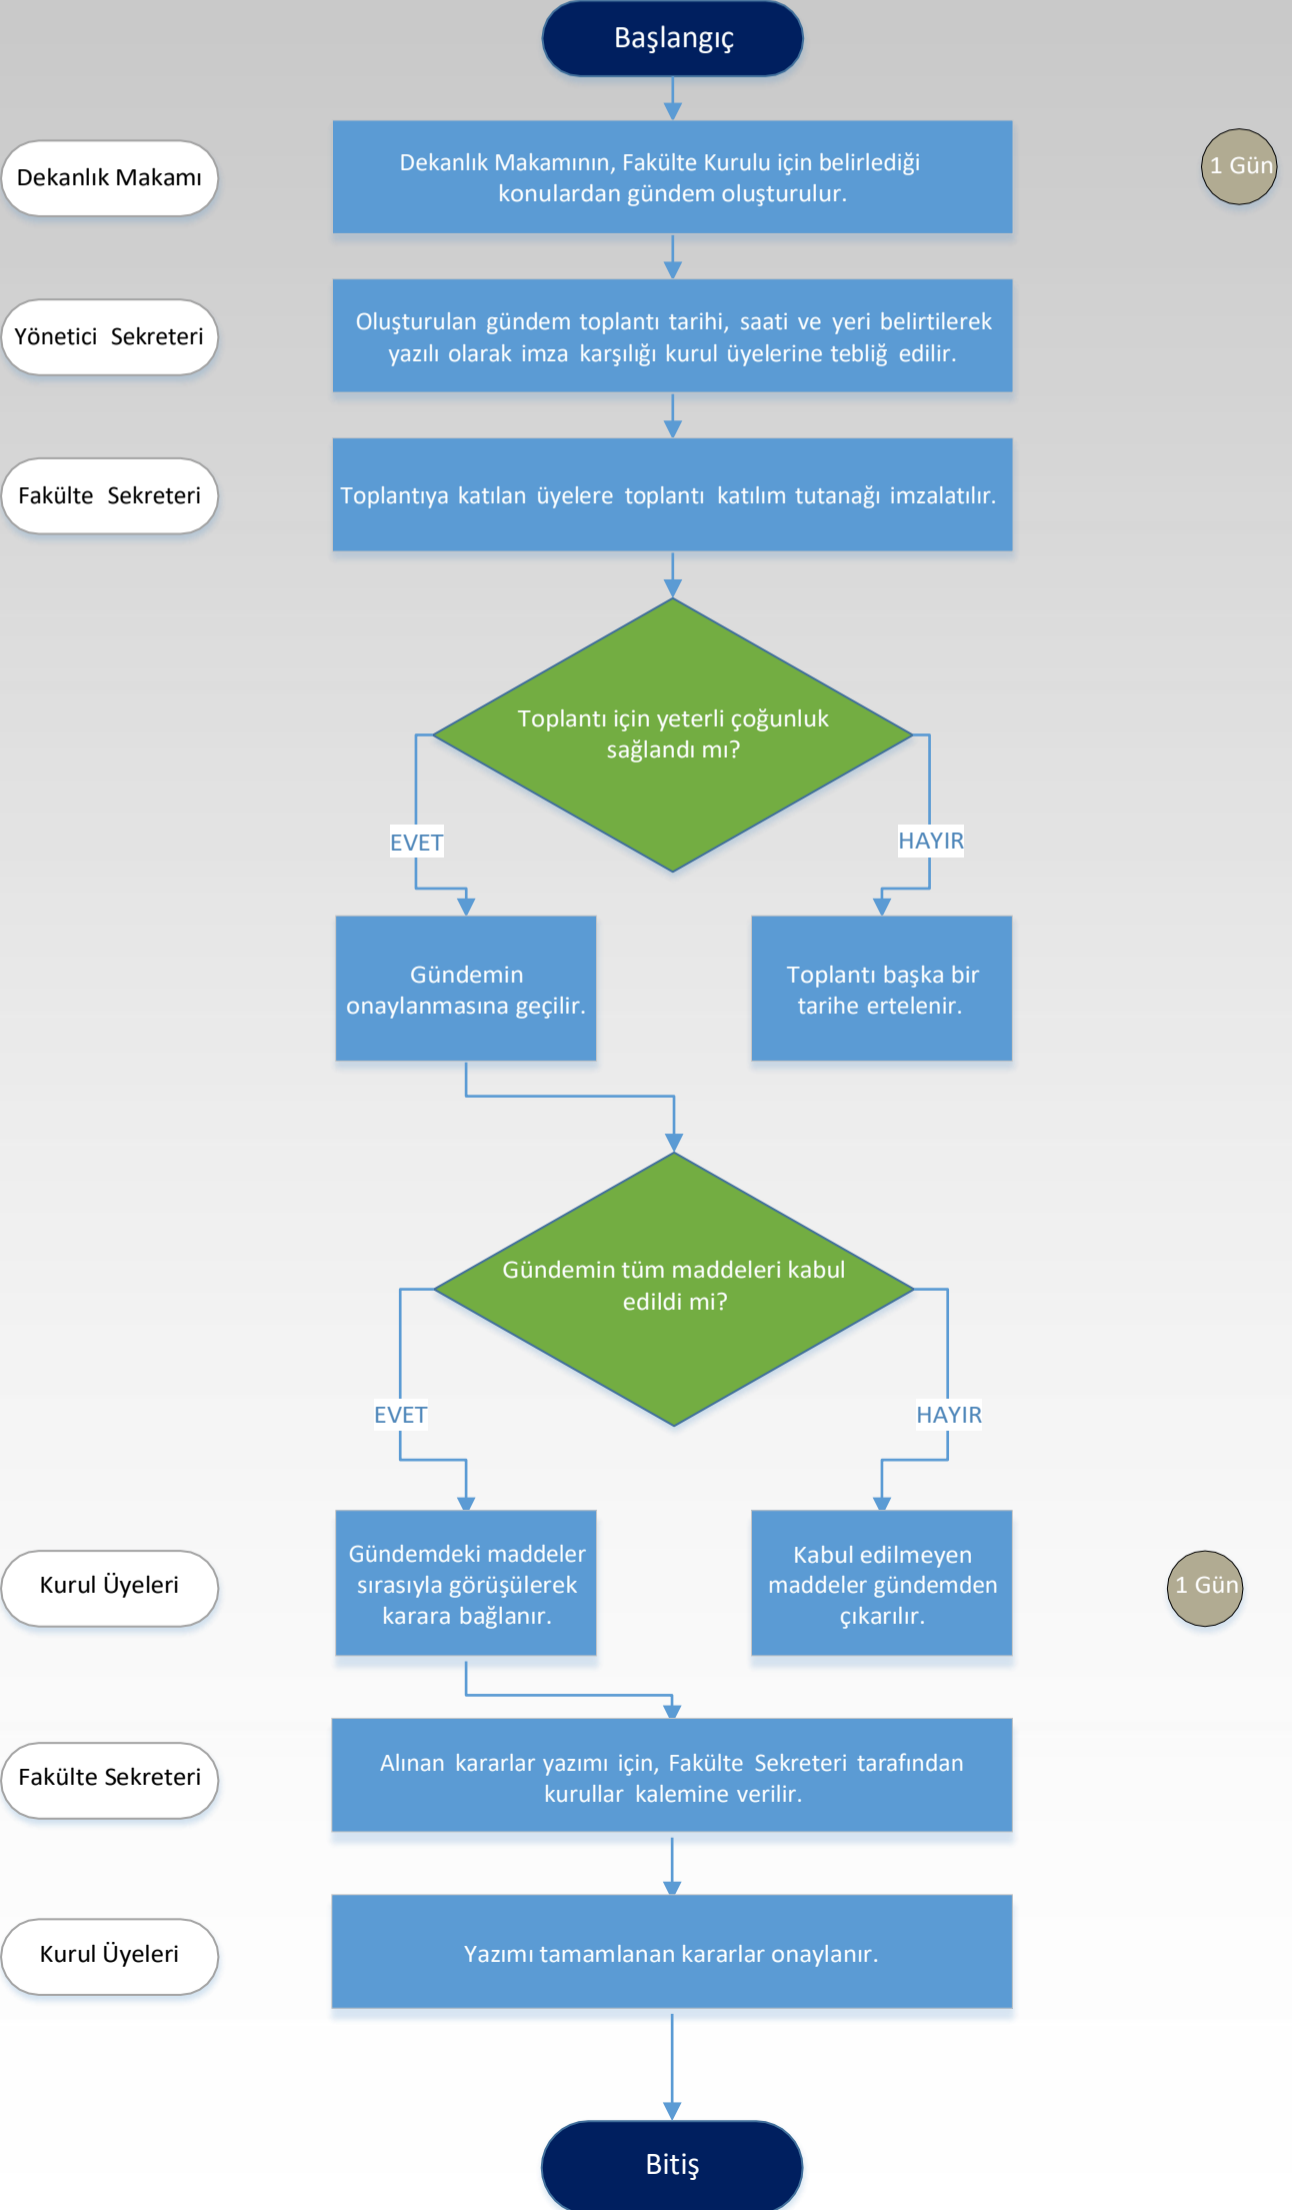 Başlangıç
Dekanlık Makamı
Dekanlık Makamının, Fakülte Kurulu için belirlediği
konulardan gündem oluşturulur.
1 Gün
Yönetici Sekreteri
Oluşturulan gündem toplantı tarihi, saati ve yeri belirtilerek
yazılı olarak imza karşılığı kurul üyelerine tebliğ edilir.
Fakülte Sekreteri
Toplantıya katılan üyelere toplantı katılım tutanağı imzalatılır.
Toplantı için yeterli çoğunluk
sağlandı mı?
EVET
HAYIR
Gündemin
onaylanmasına geçilir.
Toplantı başka bir
tarihe ertelenir.
Gündemin tüm maddeleri kabul
edildi mi?
EVET
HAYIR
Kurul Üyeleri
Gündemdeki maddeler
sırasıyla görüşülerek
karara bağlanır.
Kabul edilmeyen
maddeler gündemden
çıkarılır.
1 Gün
Fakülte Sekreteri
Alınan kararlar yazımı için, Fakülte Sekreteri tarafından
kurullar kalemine verilir.
Kurul Üyeleri
Yazımı tamamlanan kararlar onaylanır.
Bitiş